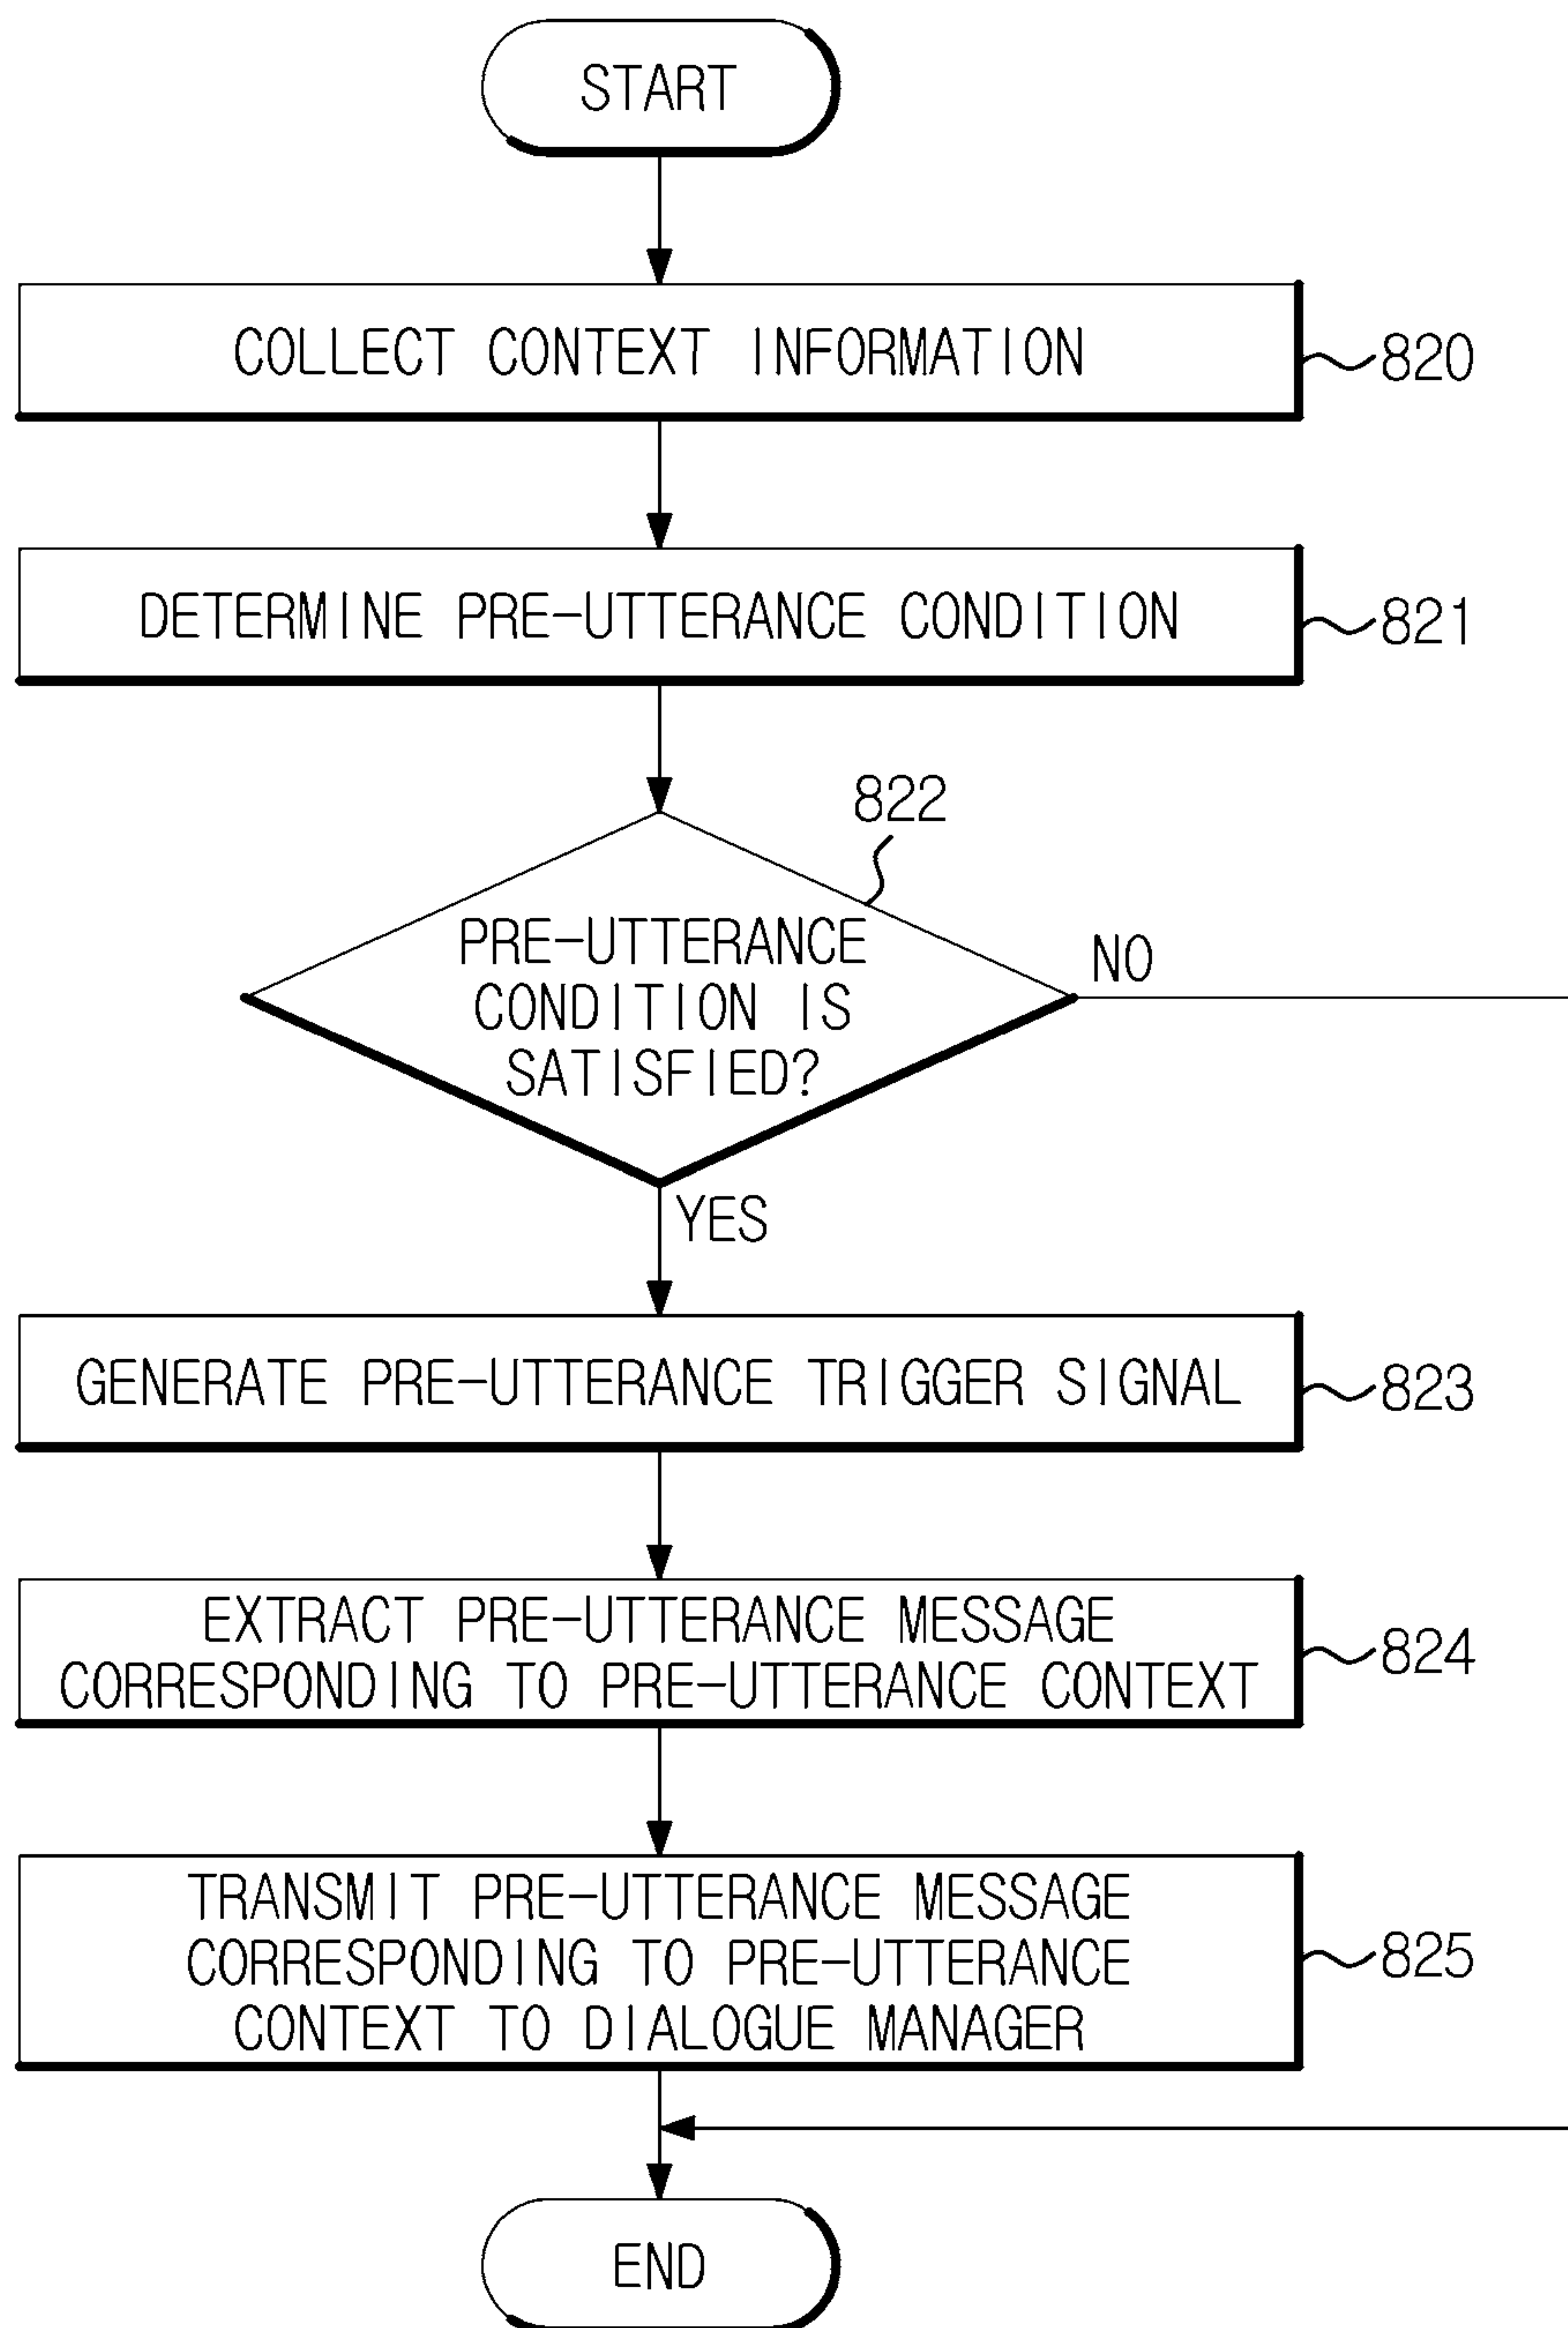 START
COLLECT CONTEXT INFORMATION
820
DETERMINE PRE-UTTERANCE CONDITION
821
822
PRE-UTTERANCE
CONDITION IS
SATISFIED?
NO
YES
GENERATE PRE-UTTERANCE TRIGGER SIGNAL
823
EXTRACT PRE-UTTERANCE MESSAGE
CORRESPONDING TO PRE-UTTERANCE CONTEXT
824
TRANSMIT PRE-UTTERANCE MESSAGE
CORRESPONDING TO PRE-UTTERANCE
CONTEXT TO DIALOGUE MANAGER
825
END